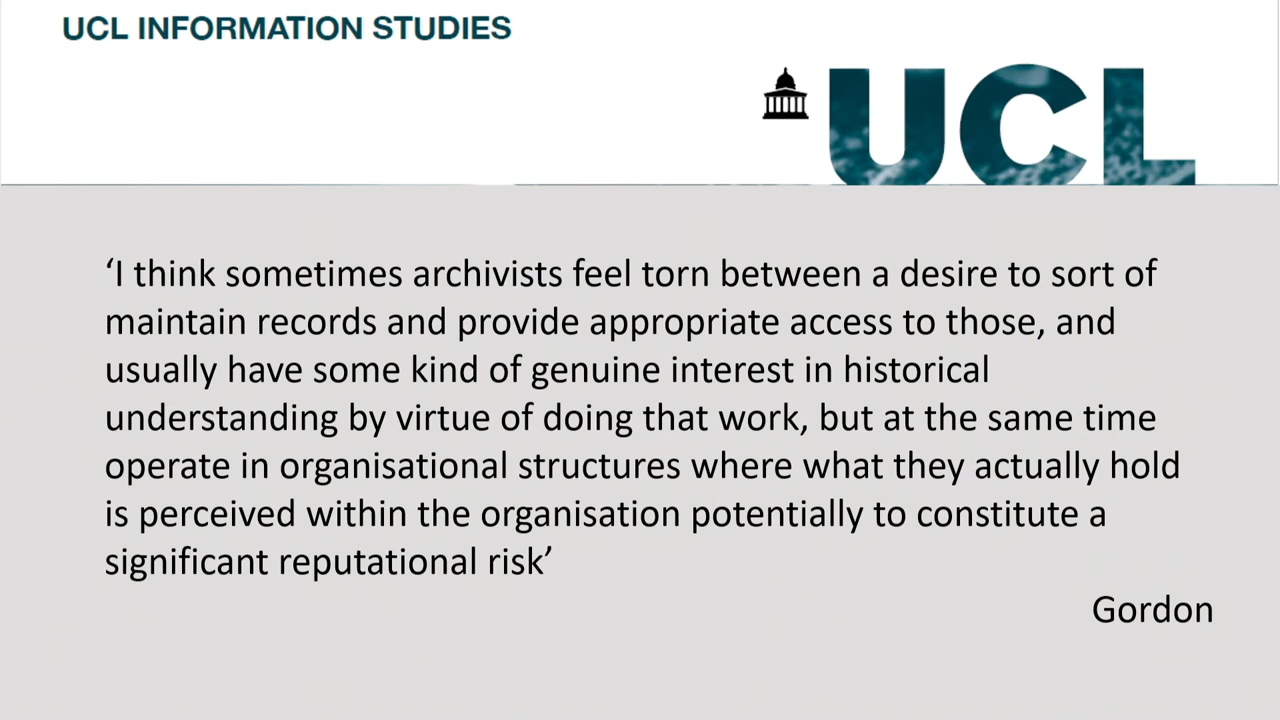 UCL INFORMATION STUDIES
UCL
‘I think sometimes archivists feel torn between a desire to sort of
maintain records and provide appropriate access to those, and
usually have some kind of genuine interest in historical
understanding by virtue of doing that work, but at the same time
operate in organisational structures where what they actually hold
is perceived within the organisation potentially to constitute a
significant reputational risk’
Gordon